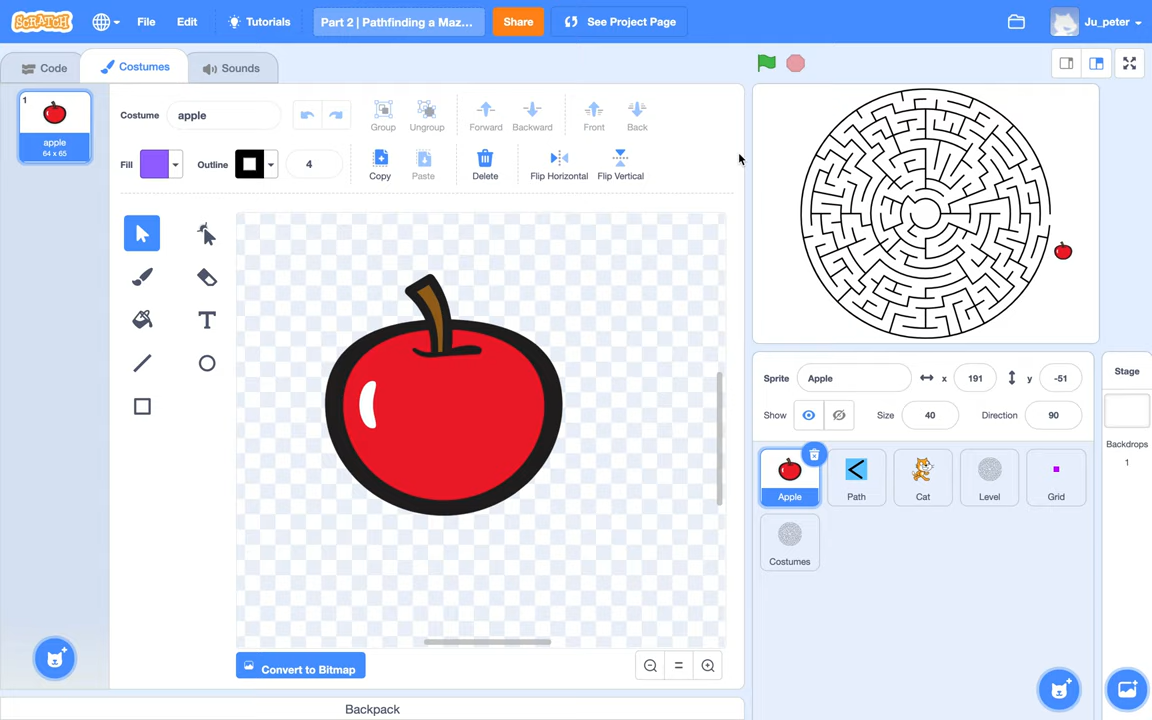 SCRATCH
File
Edit
Tutorials
Part 2 | Pathfinding a Maz...
Share
See Project Page
Ju_peter
Code
Costumes
Sounds
1
apple
64 x 65
Costume
apple
Group
Ungroup
Forward
Backward
Front
Back
Fill
Outline
4
Copy
Paste
Delete
Flip Horizontal
Flip Vertical
Convert to Bitmap
Backpack
Sprite
Apple
x
191
y
-51
Show
Size
40
Direction
90
Apple
Path
Cat
Level
Grid
Costumes
Stage
Backdrops
1